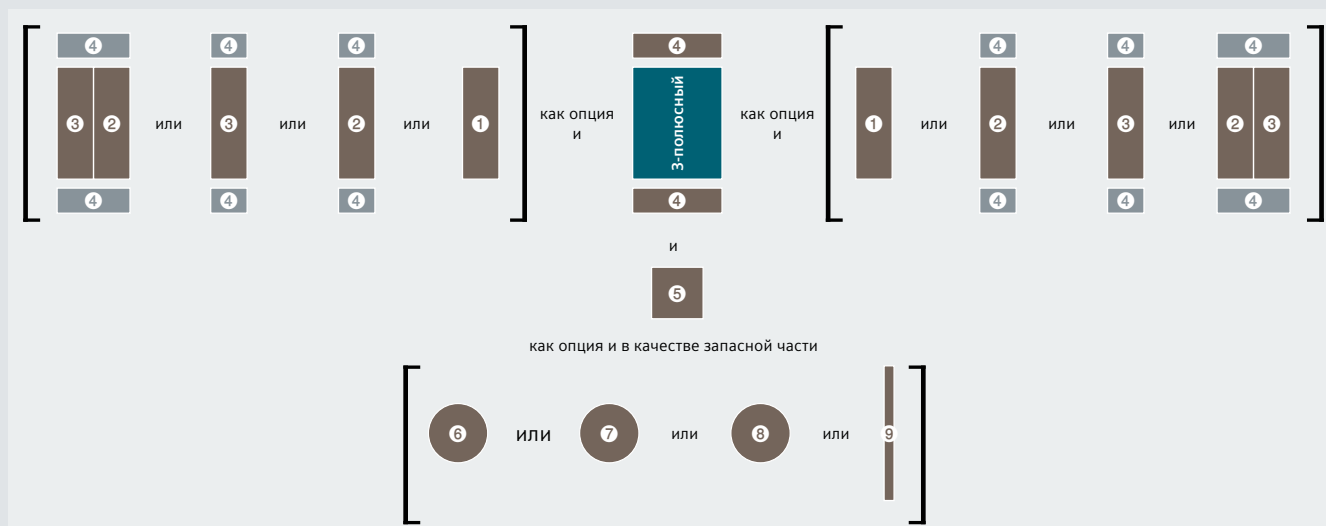 ④ ④ ④ ④ ④ ④ ④
③ ② или ③ или ② или ① как опция и 3-полюсный как опция и ① или ② или ③ или ② ③
④ ④ ④ ④ ④ ④ ④
и
⑤
как опция и в качестве запасной части
⑥ или ⑦ или ⑧ или ⑨